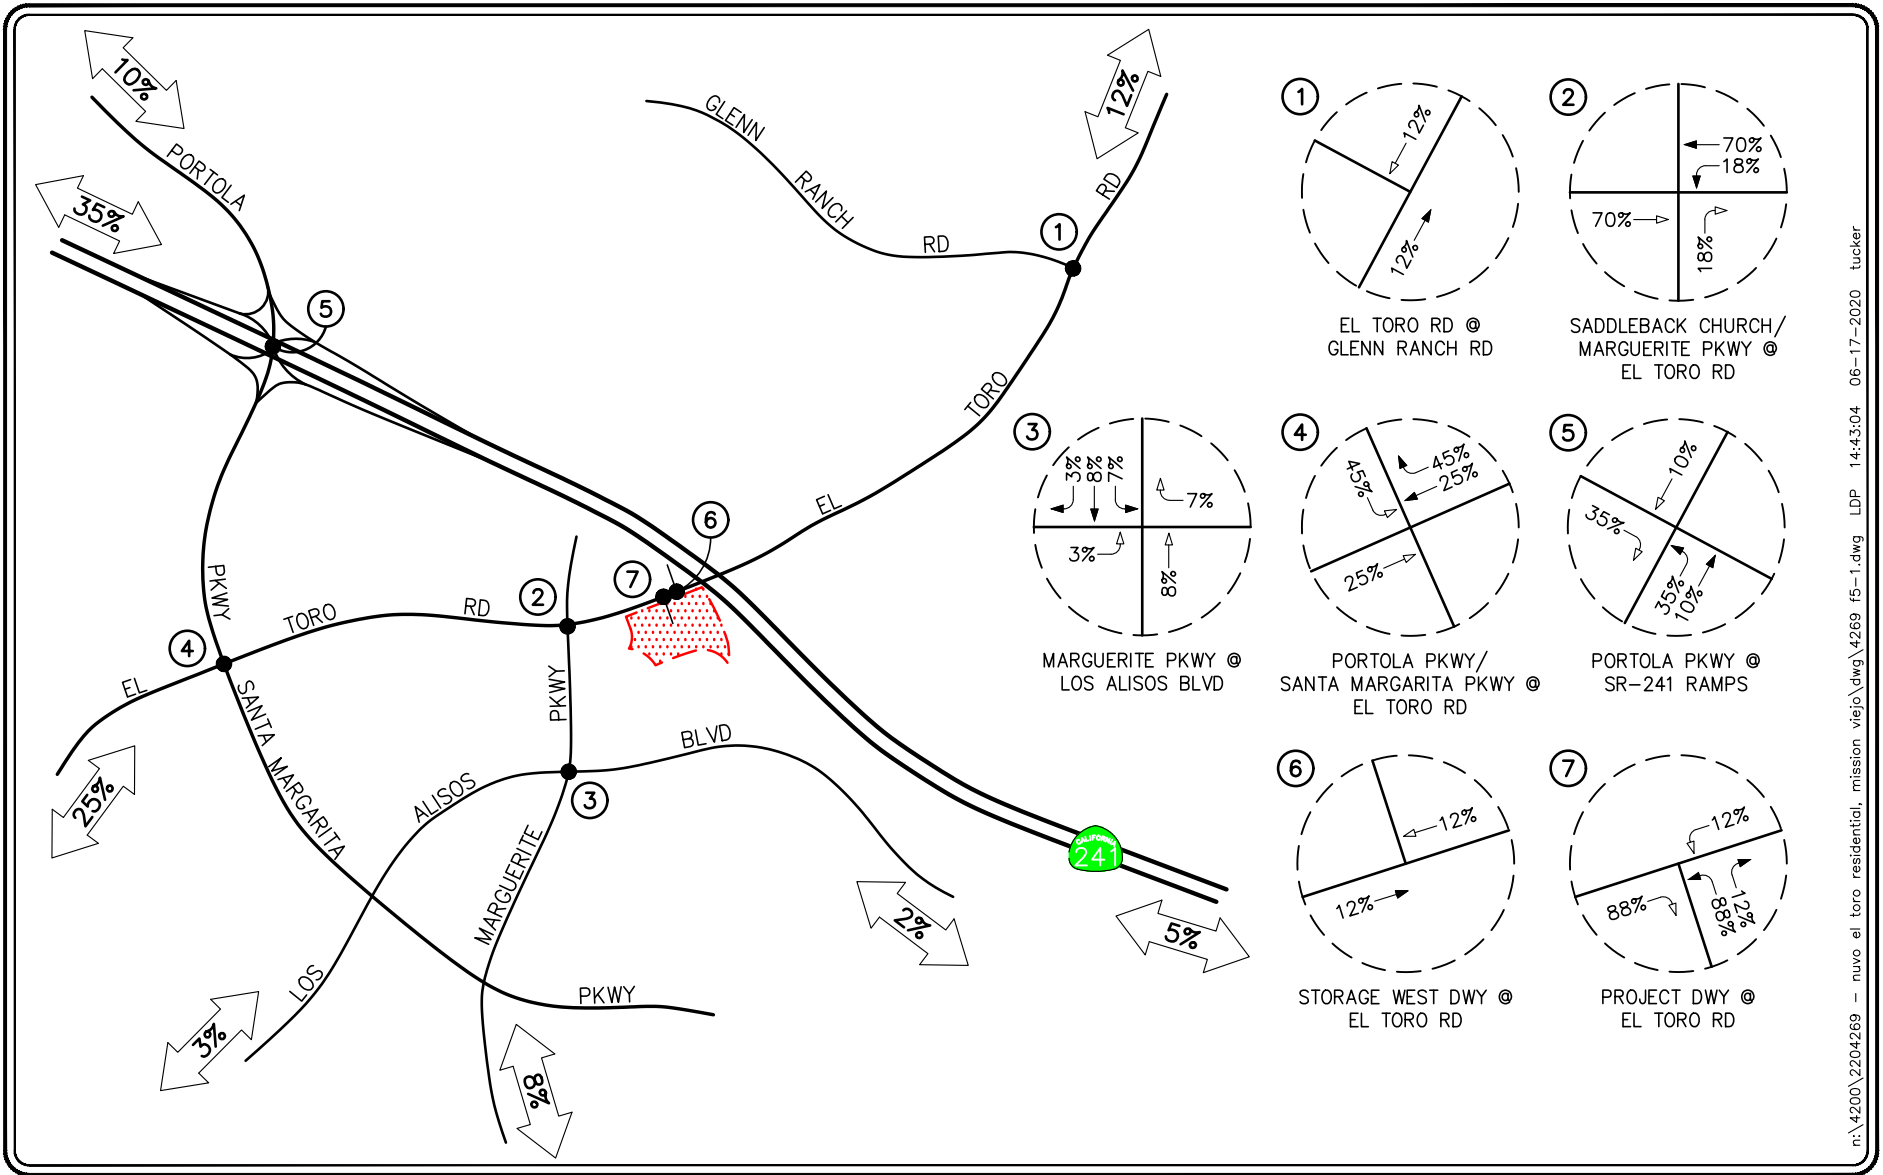 10%
PORTOLA
35%
5
GLENN
RANCH
RD
12%
RD
1
TORO
EL
6
7
2
PKWY
TORO
RD
4
EL
SANTA
MARGARITA
PKWY
25%
PKWY
BLVD
ALISOS
3
MARGUERITE
LOS
3%
8%
2%
CALIFORNIA
241
5%
1
12%
12%
EL TORO RD @
GLENN RANCH RD
2
70%
18%
70%
18%
SADDLEBACK CHURCH/
MARGUERITE PKWY @
EL TORO RD
3
3%
8%
7%
7%
3%
8%
MARGUERITE PKWY @
LOS ALISOS BLVD
4
45%
45%
25%
25%
PORTOLA PKWY/
SANTA MARGARITA PKWY @
EL TORO RD
5
10%
35%
35%
10%
PORTOLA PKWY @
SR-241 RAMPS
6
12%
12%
STORAGE WEST DWY @
EL TORO RD
7
12%
88%
88%
12%
PROJECT DWY @
EL TORO RD
n:\4200\2204269 - nuvo el toro residential, mission viejo\dwg\4269 f5-1.dwg LDP 14:43:04 06-17-2020 tucker